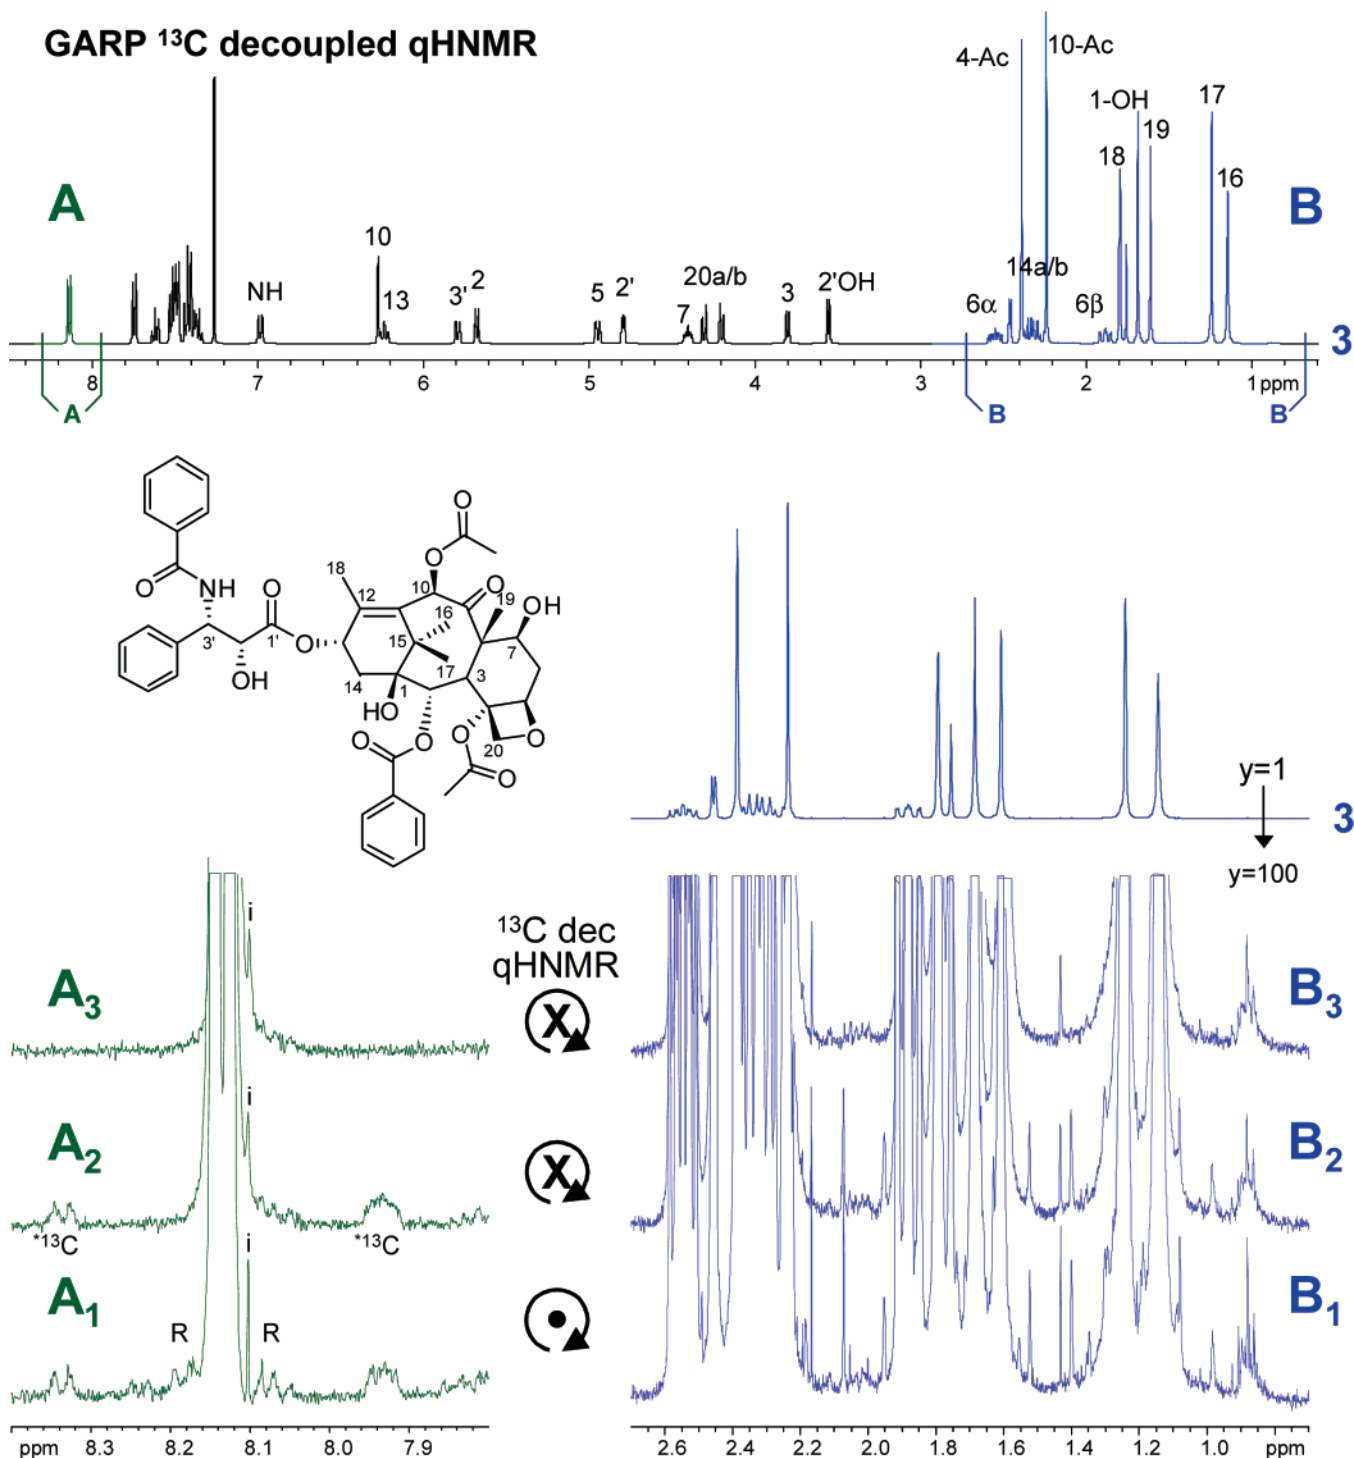 GARP ¹³C decoupled qHNMR
4-Ac
10-Ac
1-OH
17
19
18
16
A
B
10
14a/b
NH
13
3'
2
5
2'
20a/b
7
3
2'OH
6α
6β
3
8
7
6
5
4
3
2
1 ppm
A
B
B
O
O
18
10
O
O
NH
O
12
19
OH
16
1'
O
15
3'
17
7
OH
14
1
3
HO
O
O
O
20
O
O
y=1
3
y=100
i
¹³C dec
qHNMR
A₃
X
B₃
i
A₂
X
B₂
*¹³C
*¹³C
i
A₁
B₁
R
R
ppm 8.3 8.2 8.1 8.0 7.9
2.6 2.4 2.2 2.0 1.8 1.6 1.4 1.2 1.0 ppm